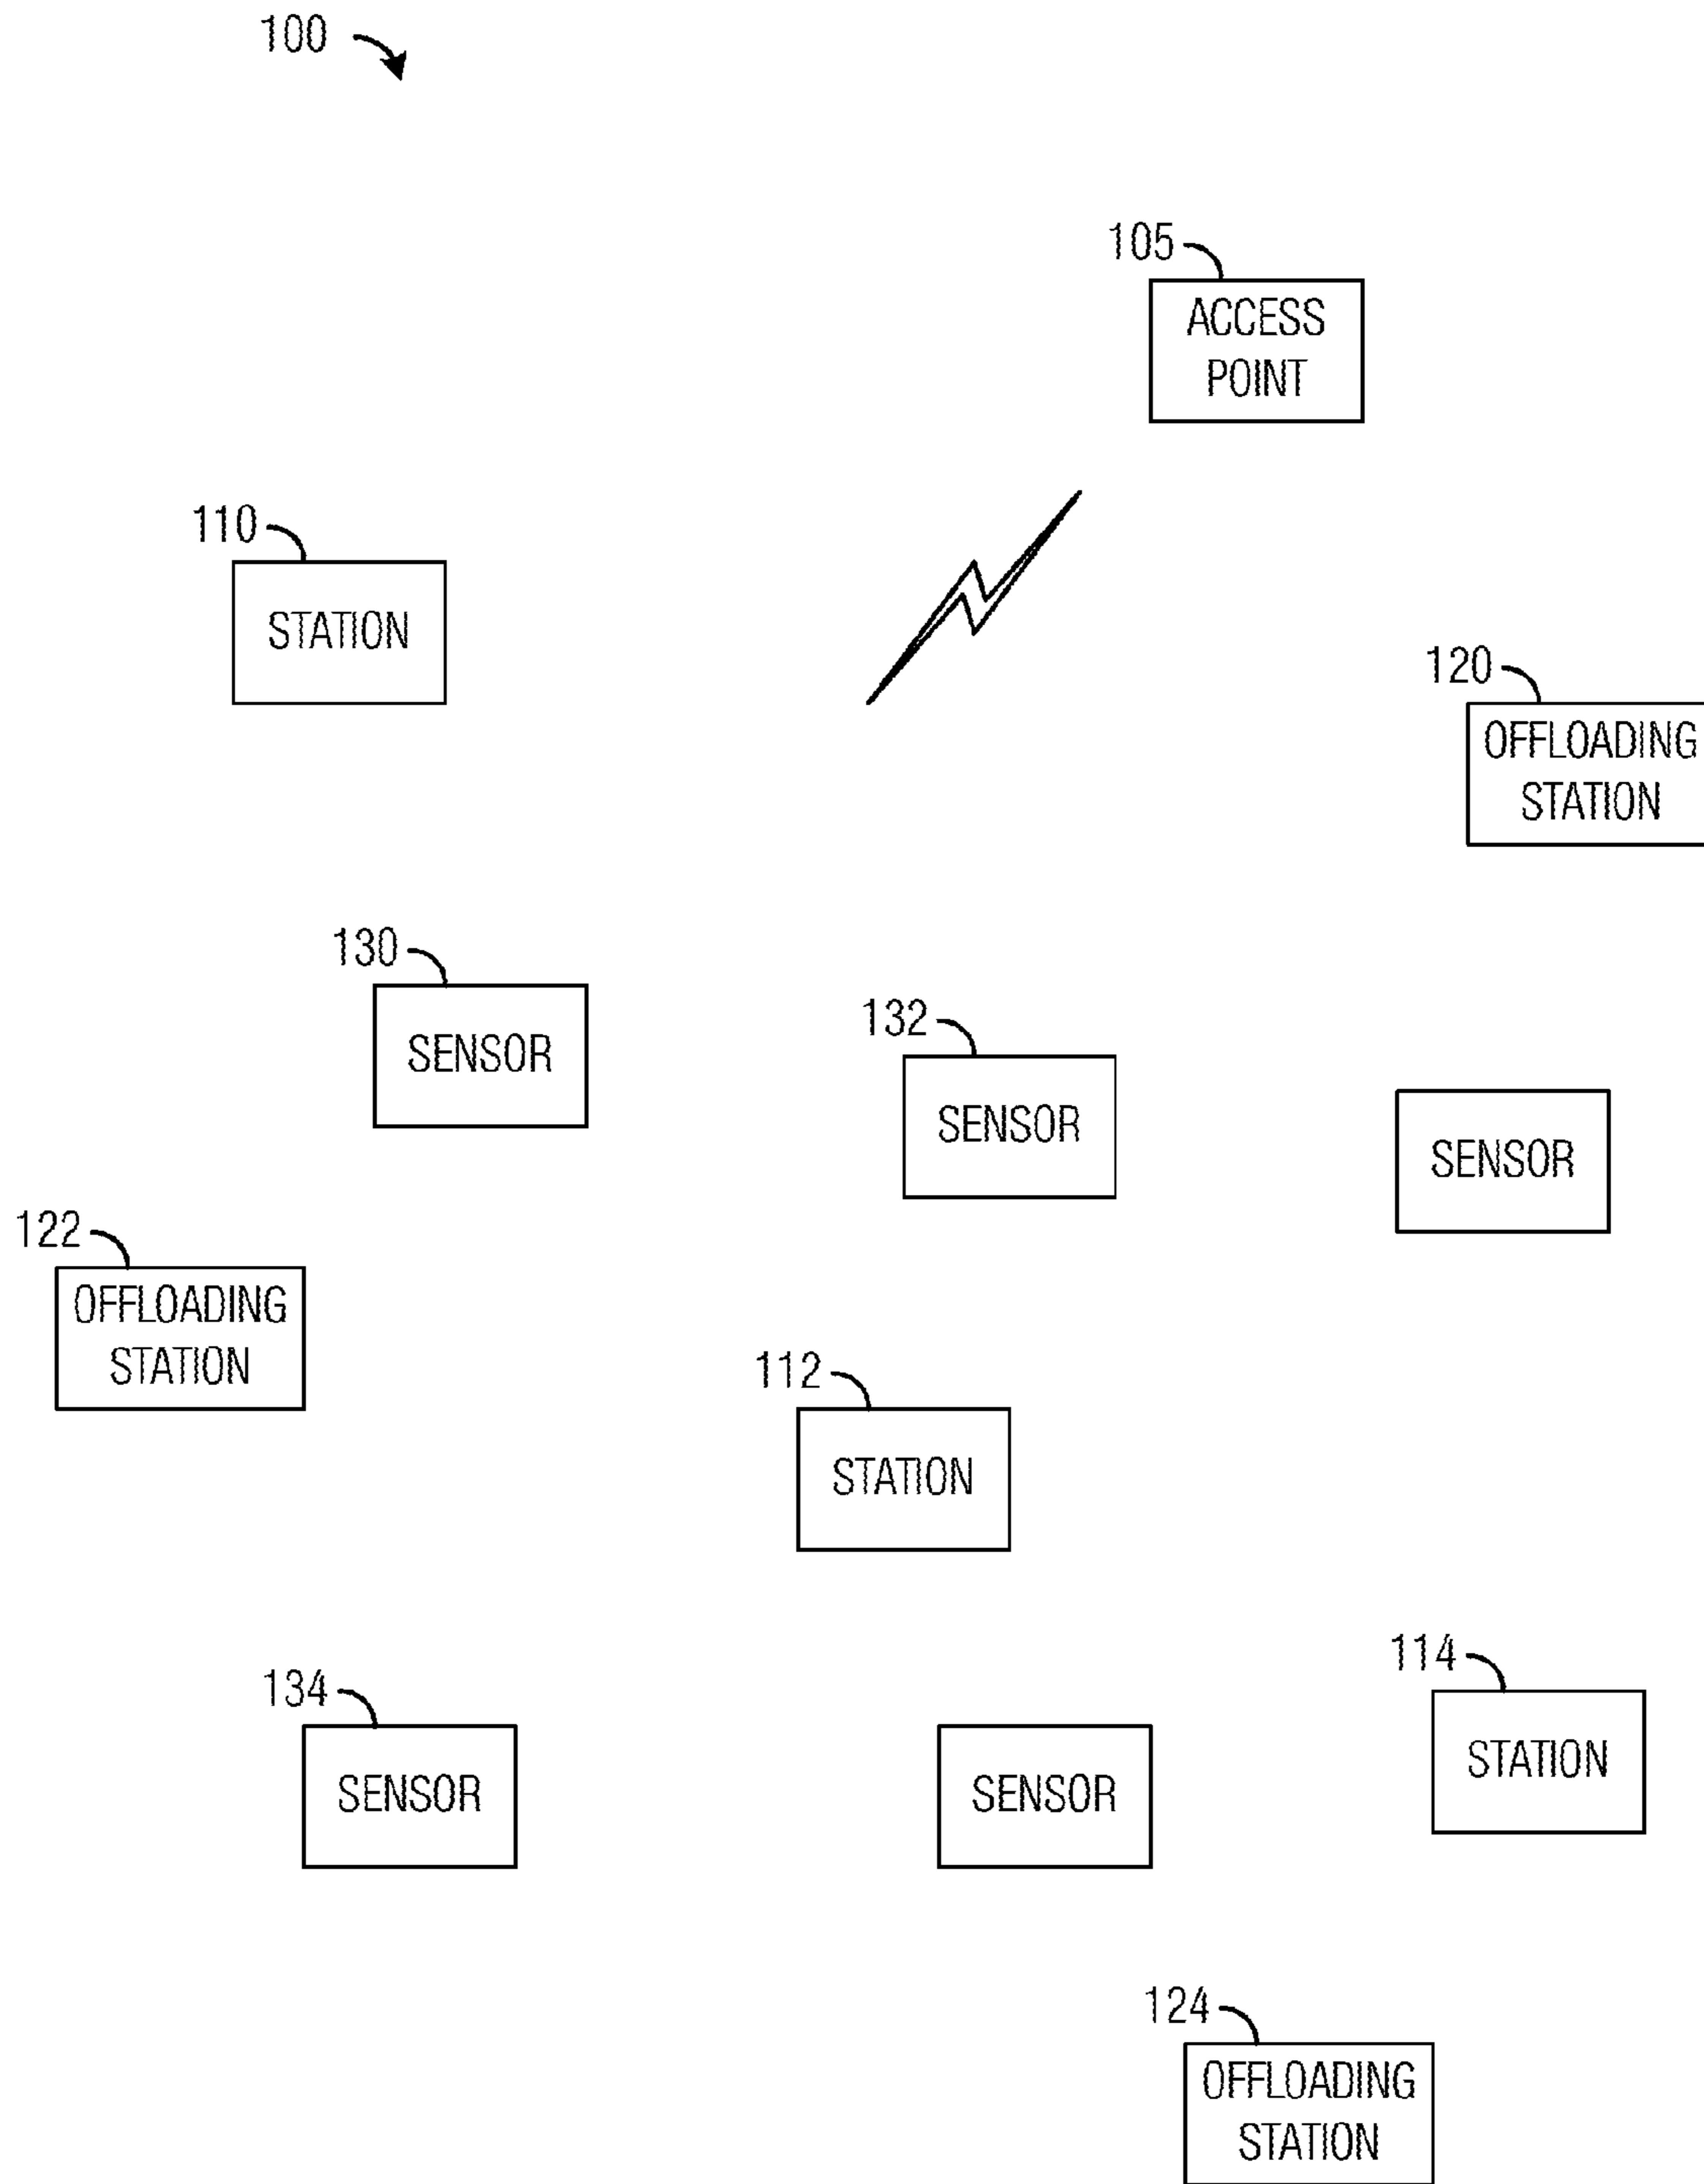 100
105
ACCESS
POINT
110
STATION
120
OFFLOADING
STATION
130
SENSOR
132
SENSOR
SENSOR
122
OFFLOADING
STATION
112
STATION
134
SENSOR
SENSOR
114
STATION
124
OFFLOADING
STATION